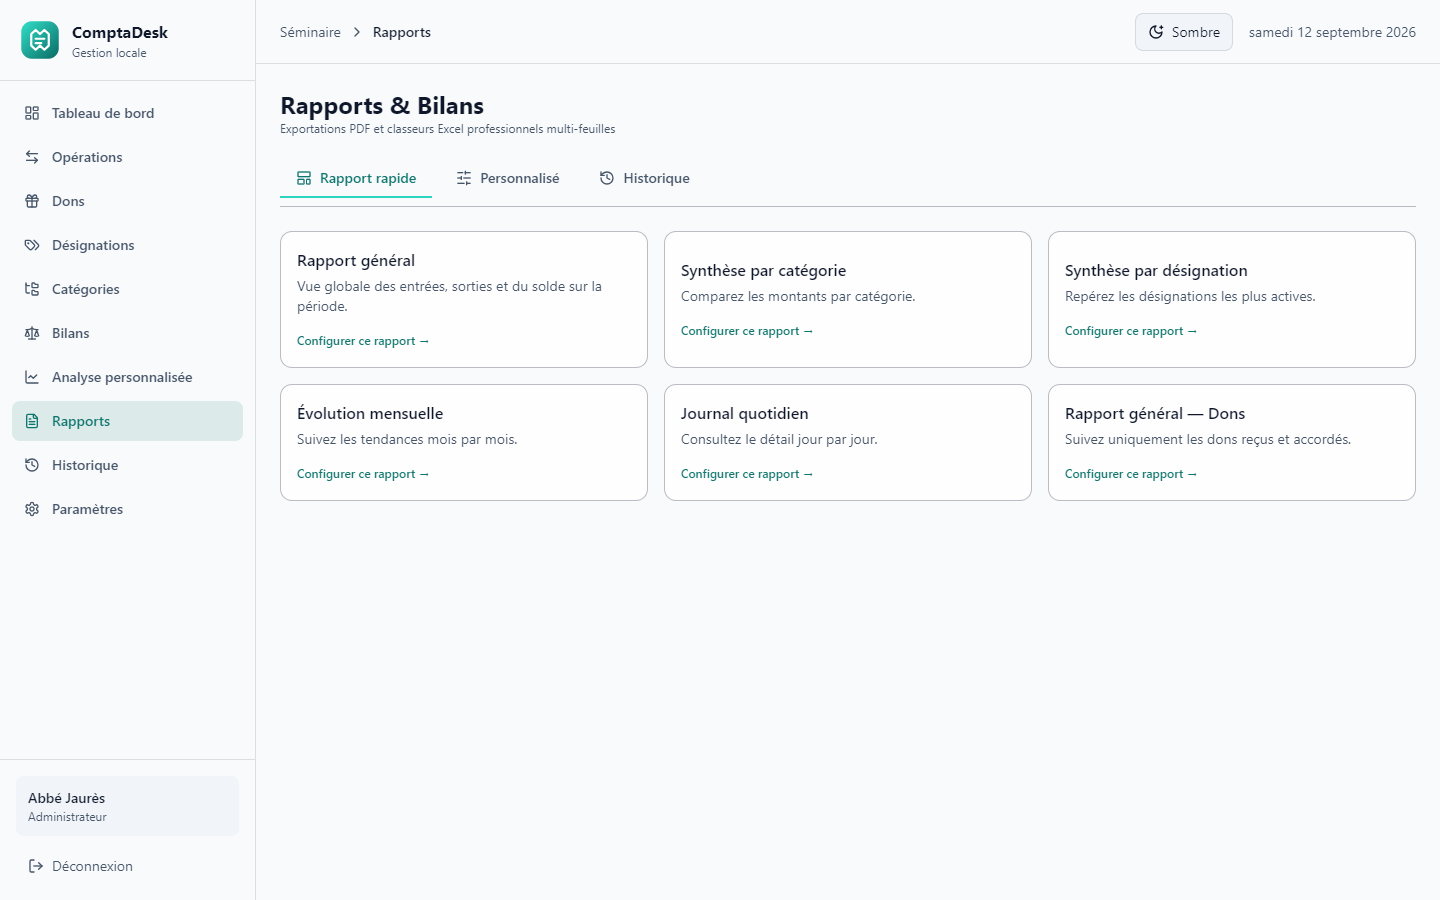 ComptaDesk
Gestion locale
Tableau de bord
Opérations
Dons
Désignations
Catégories
Bilans
Analyse personnalisée
Rapports
Historique
Paramètres
Abbé Jaurès
Administrateur
Déconnexion
Séminaire > Rapports
Sombre
samedi 12 septembre 2026
Rapports & Bilans
Exportations PDF et classeurs Excel professionnels multi-feuilles
Rapport rapide
Personnalisé
Historique
Rapport général
Vue globale des entrées, sorties et du solde sur la
période.
Configurer ce rapport →
Synthèse par catégorie
Comparez les montants par catégorie.
Configurer ce rapport →
Synthèse par désignation
Repérez les désignations les plus actives.
Configurer ce rapport →
Évolution mensuelle
Suivez les tendances mois par mois.
Configurer ce rapport →
Journal quotidien
Consultez le détail jour par jour.
Configurer ce rapport →
Rapport général — Dons
Suivez uniquement les dons reçus et accordés.
Configurer ce rapport →